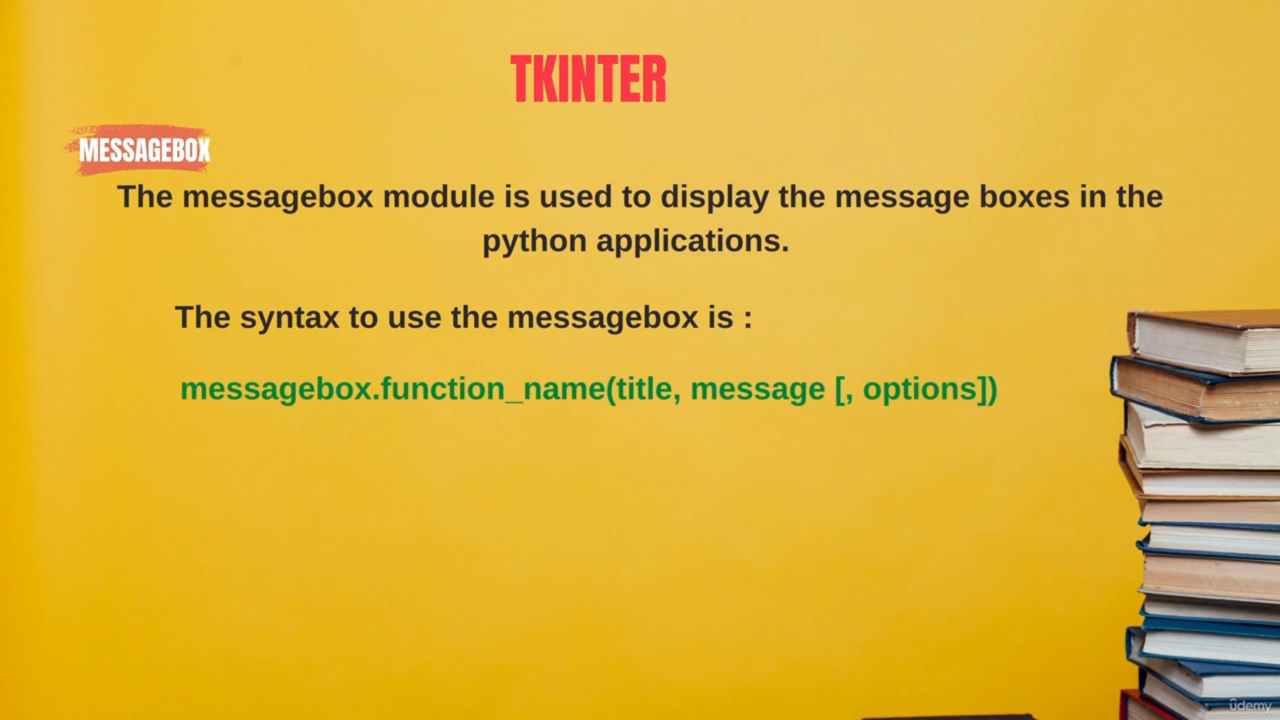 TKINTER
MESSAGEBOX
The messagebox module is used to display the message boxes in the
python applications.
The syntax to use the messagebox is :
messagebox.function_name(title, message [, options])
ûdemy